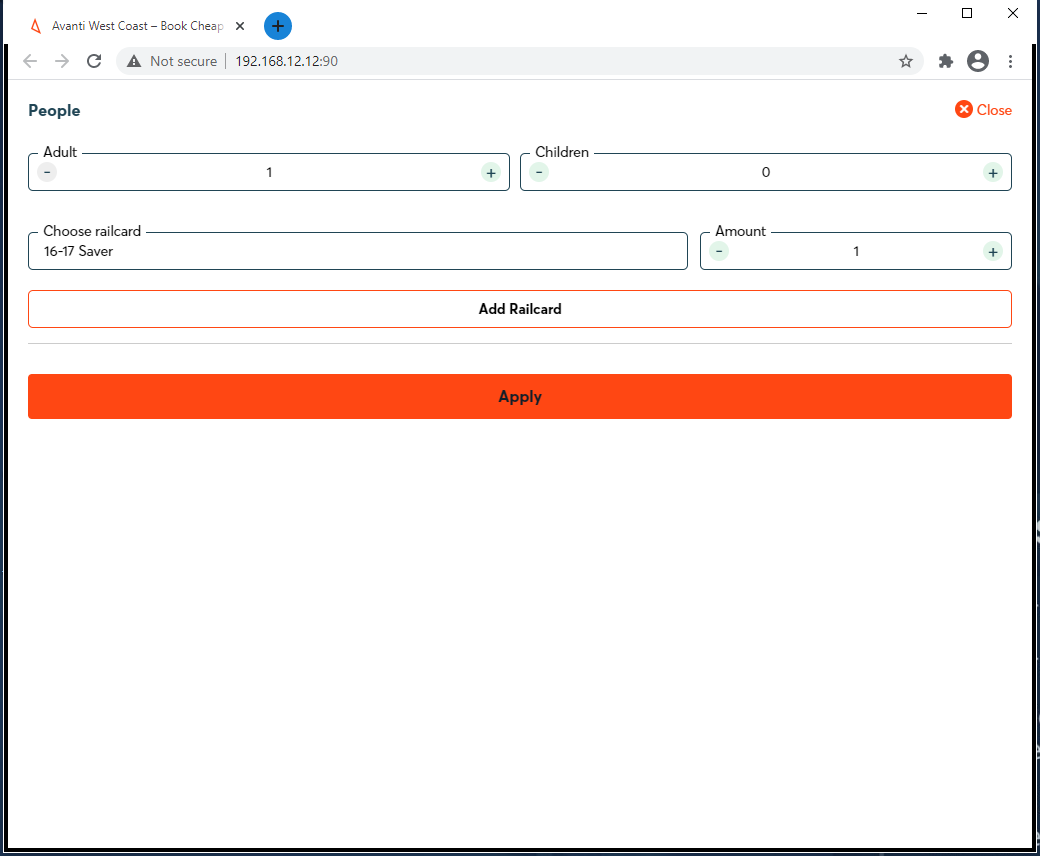 Avanti West Coast – Book Cheap
Not secure
192.168.12.12:90
People
Close
Adult
- 1 +
Children
- 0 +
Choose railcard
16-17 Saver
Amount
- 1 +
Add Railcard
Apply